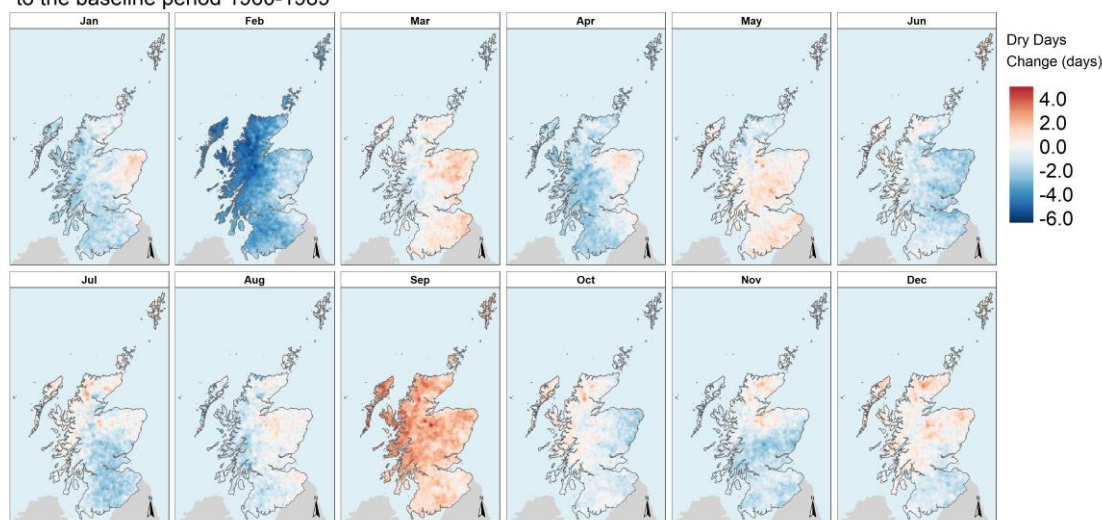 to the baseline period 1960-1989
Jan
Feb
Mar
Apr
May
Jun
Dry Days
Change (days)
4.0
2.0
0.0
-2.0
-4.0
-6.0
N
N
N
N
N
N
Jul
Aug
Sep
Oct
Nov
Dec
N
N
N
N
N
N